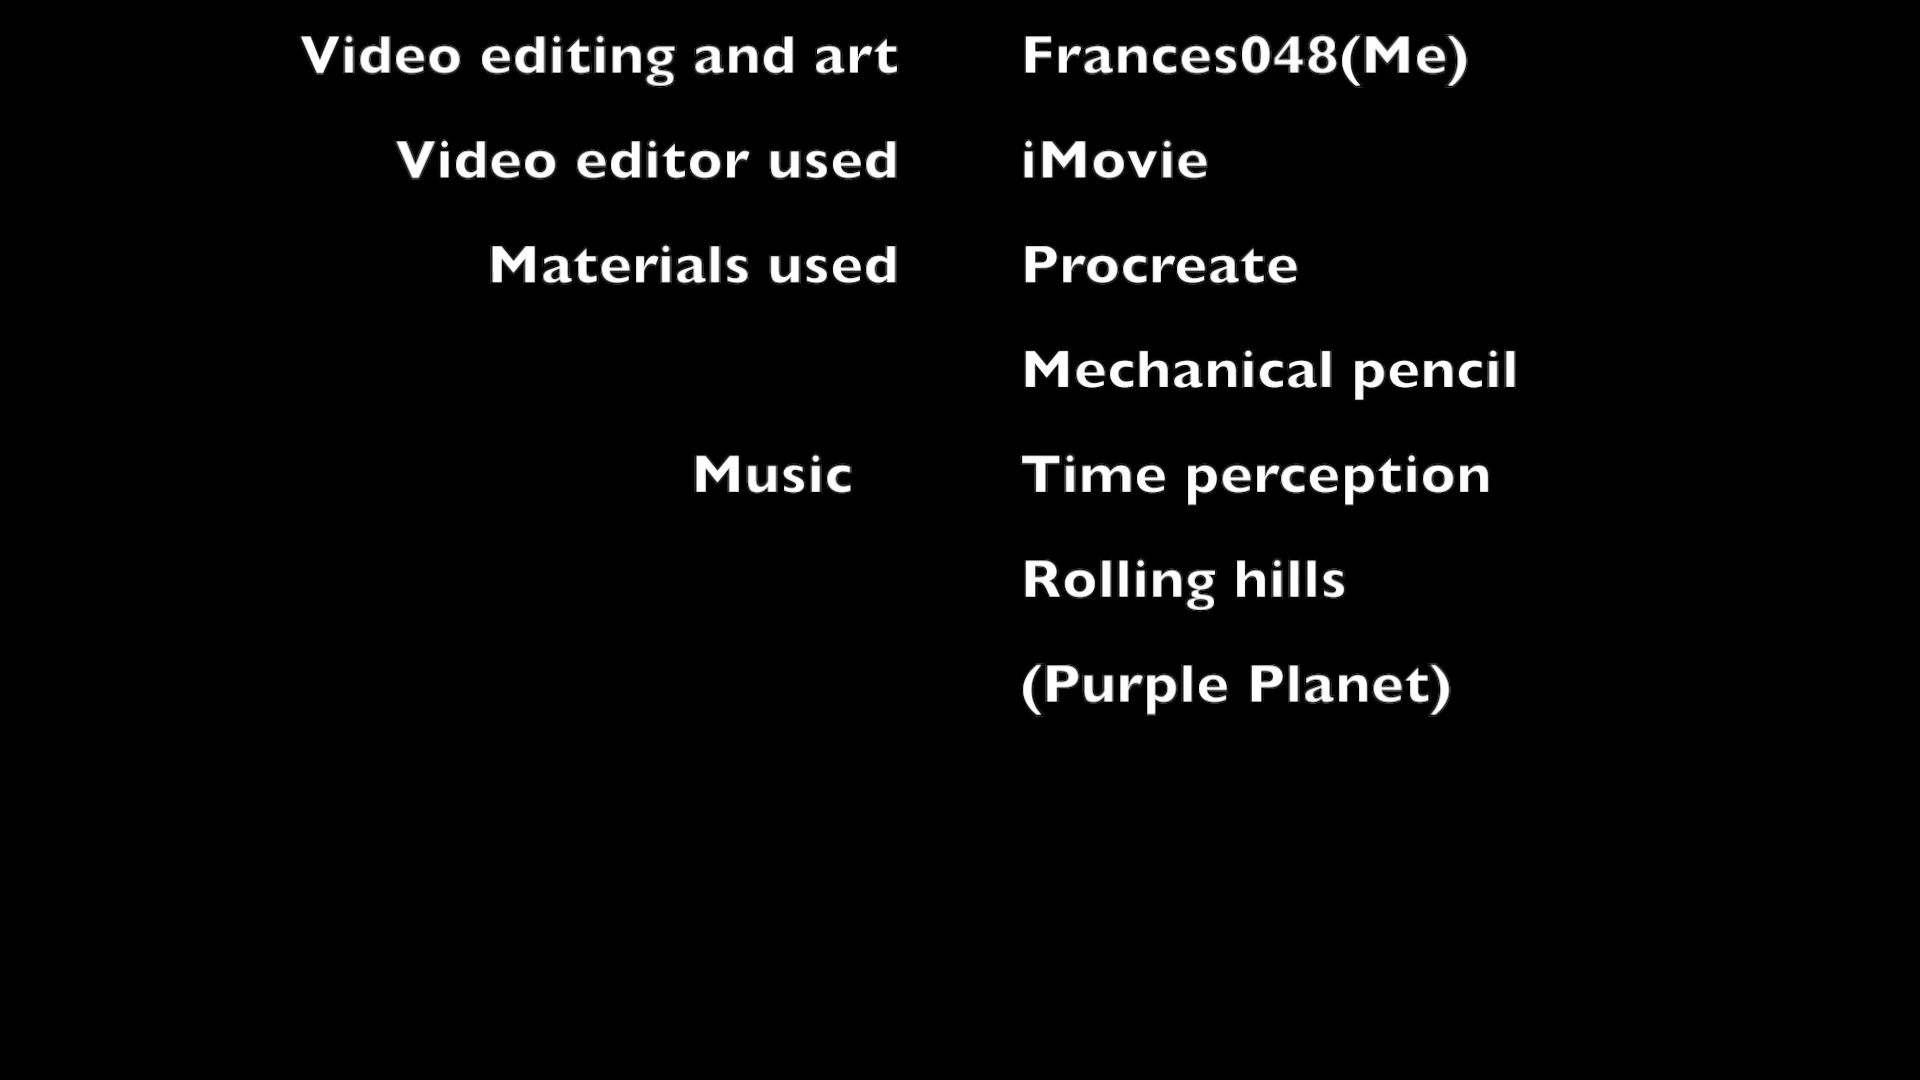 Video editing and art Frances048(Me)
Video editor used iMovie
Materials used Procreate
Mechanical pencil
Music Time perception
Rolling hills
(Purple Planet)